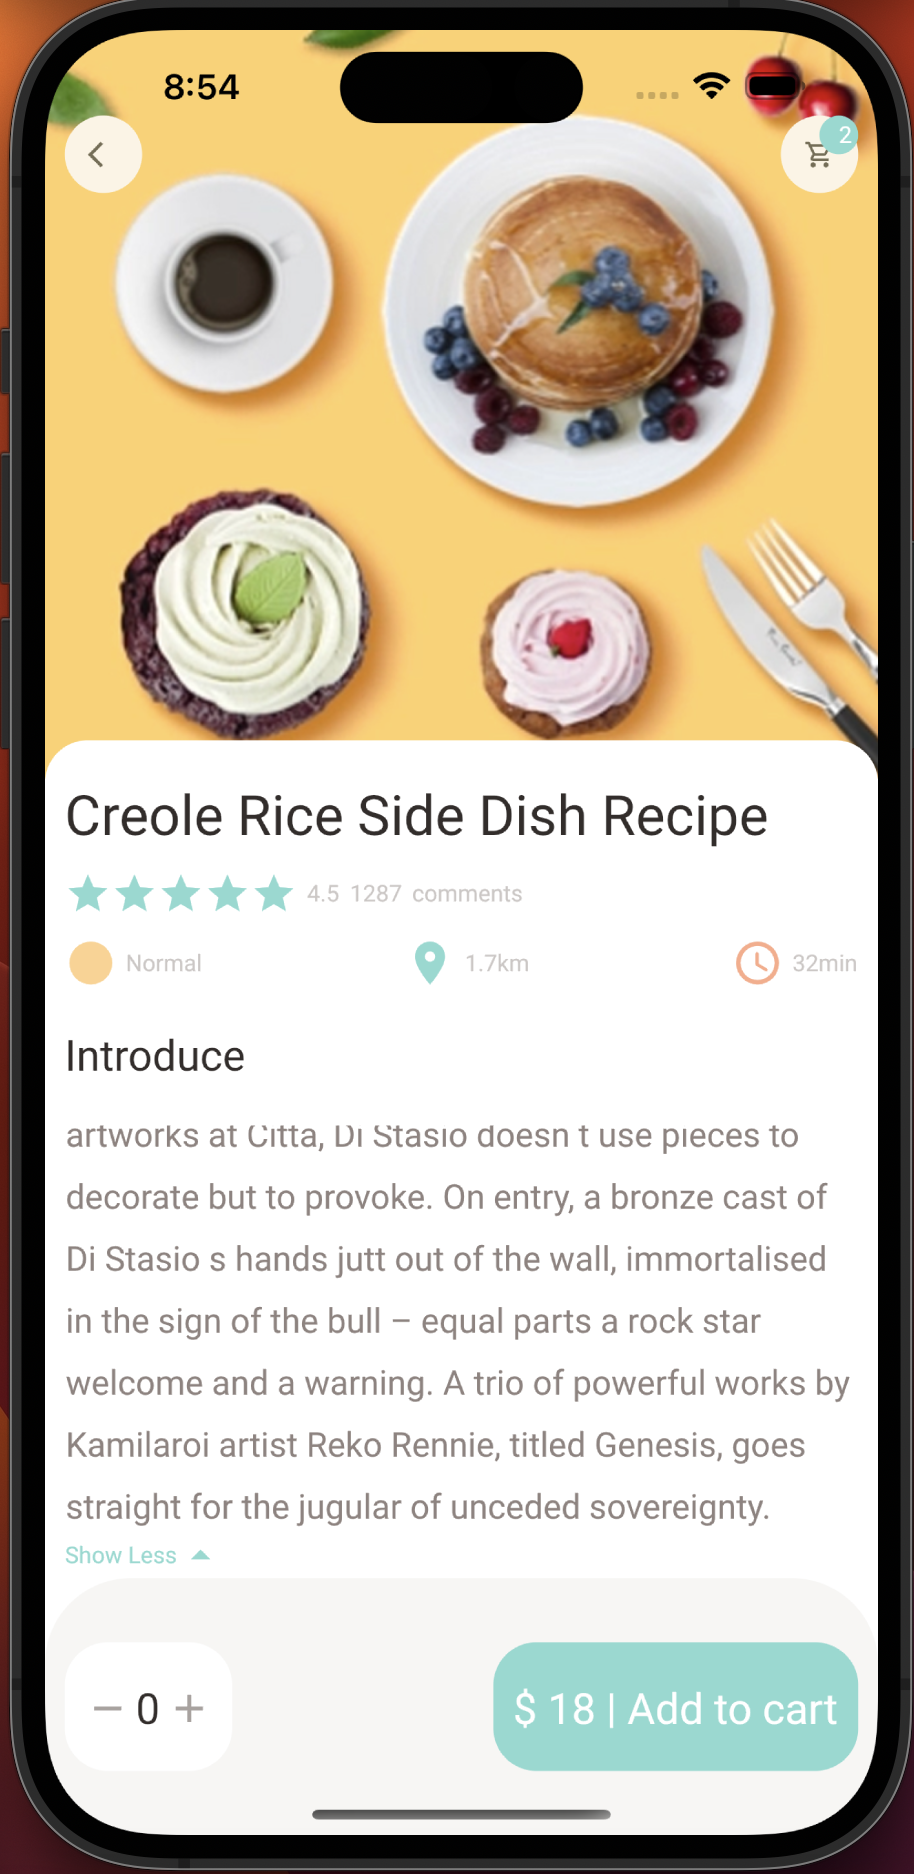 8:54
2
Creole Rice Side Dish Recipe
4.5 1287 comments
Normal 1.7km 32min
Introduce
artworks at Citta, Di Stasio doesn t use pieces to
decorate but to provoke. On entry, a bronze cast of
Di Stasio s hands jutt out of the wall, immortalised
in the sign of the bull – equal parts a rock star
welcome and a warning. A trio of powerful works by
Kamilaroi artist Reko Rennie, titled Genesis, goes
straight for the jugular of unceded sovereignty.
Show Less
0
$ 18 | Add to cart